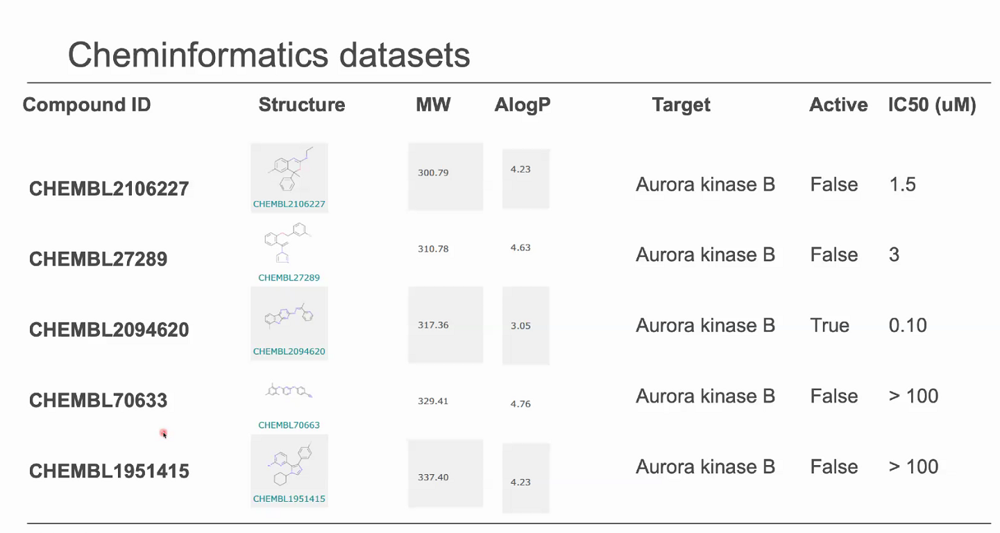 Cheminformatics datasets
Compound ID Structure MW AlogP Target Active IC50 (uM)
CHEMBL2106227 CHEMBL2106227 300.79 4.23 Aurora kinase B False 1.5
CHEMBL27289 CHEMBL27289 310.78 4.63 Aurora kinase B False 3
CHEMBL2094620 CHEMBL2094620 317.36 3.05 Aurora kinase B True 0.10
CHEMBL70633 CHEMBL70663 329.41 4.76 Aurora kinase B False > 100
CHEMBL1951415 CHEMBL1951415 337.40 4.23 Aurora kinase B False > 100